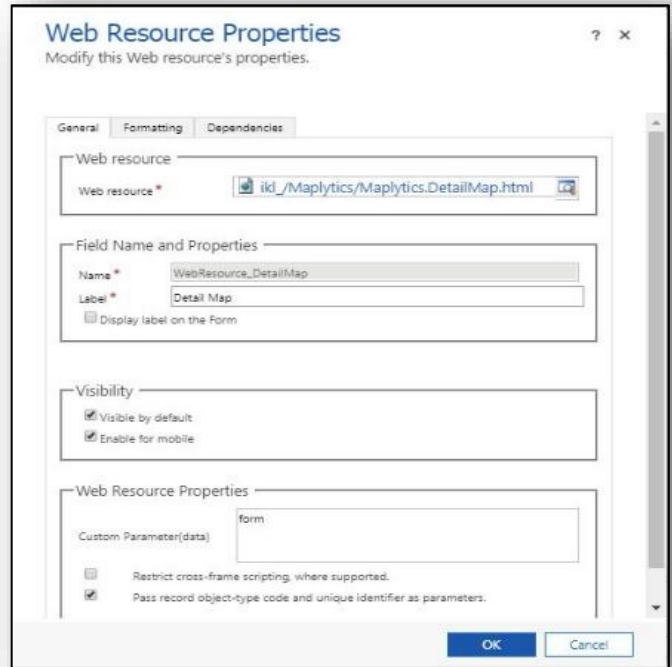 Web Resource Properties
? ×
Modify this Web resource's properties.
General Formatting Dependencies
Web resource
Web resource * ikl_/Maplytics/Maplytics.DetailMap.html
Field Name and Properties
Name * WebResource_DetailMap
Label * Detail Map
Display label on the Form
Visibility
Visible by default
Enable for mobile
Web Resource Properties
form
Custom Parameter(data)
Restrict cross-frame scripting, where supported.
Pass record object-type code and unique identifier as parameters.
OK Cancel